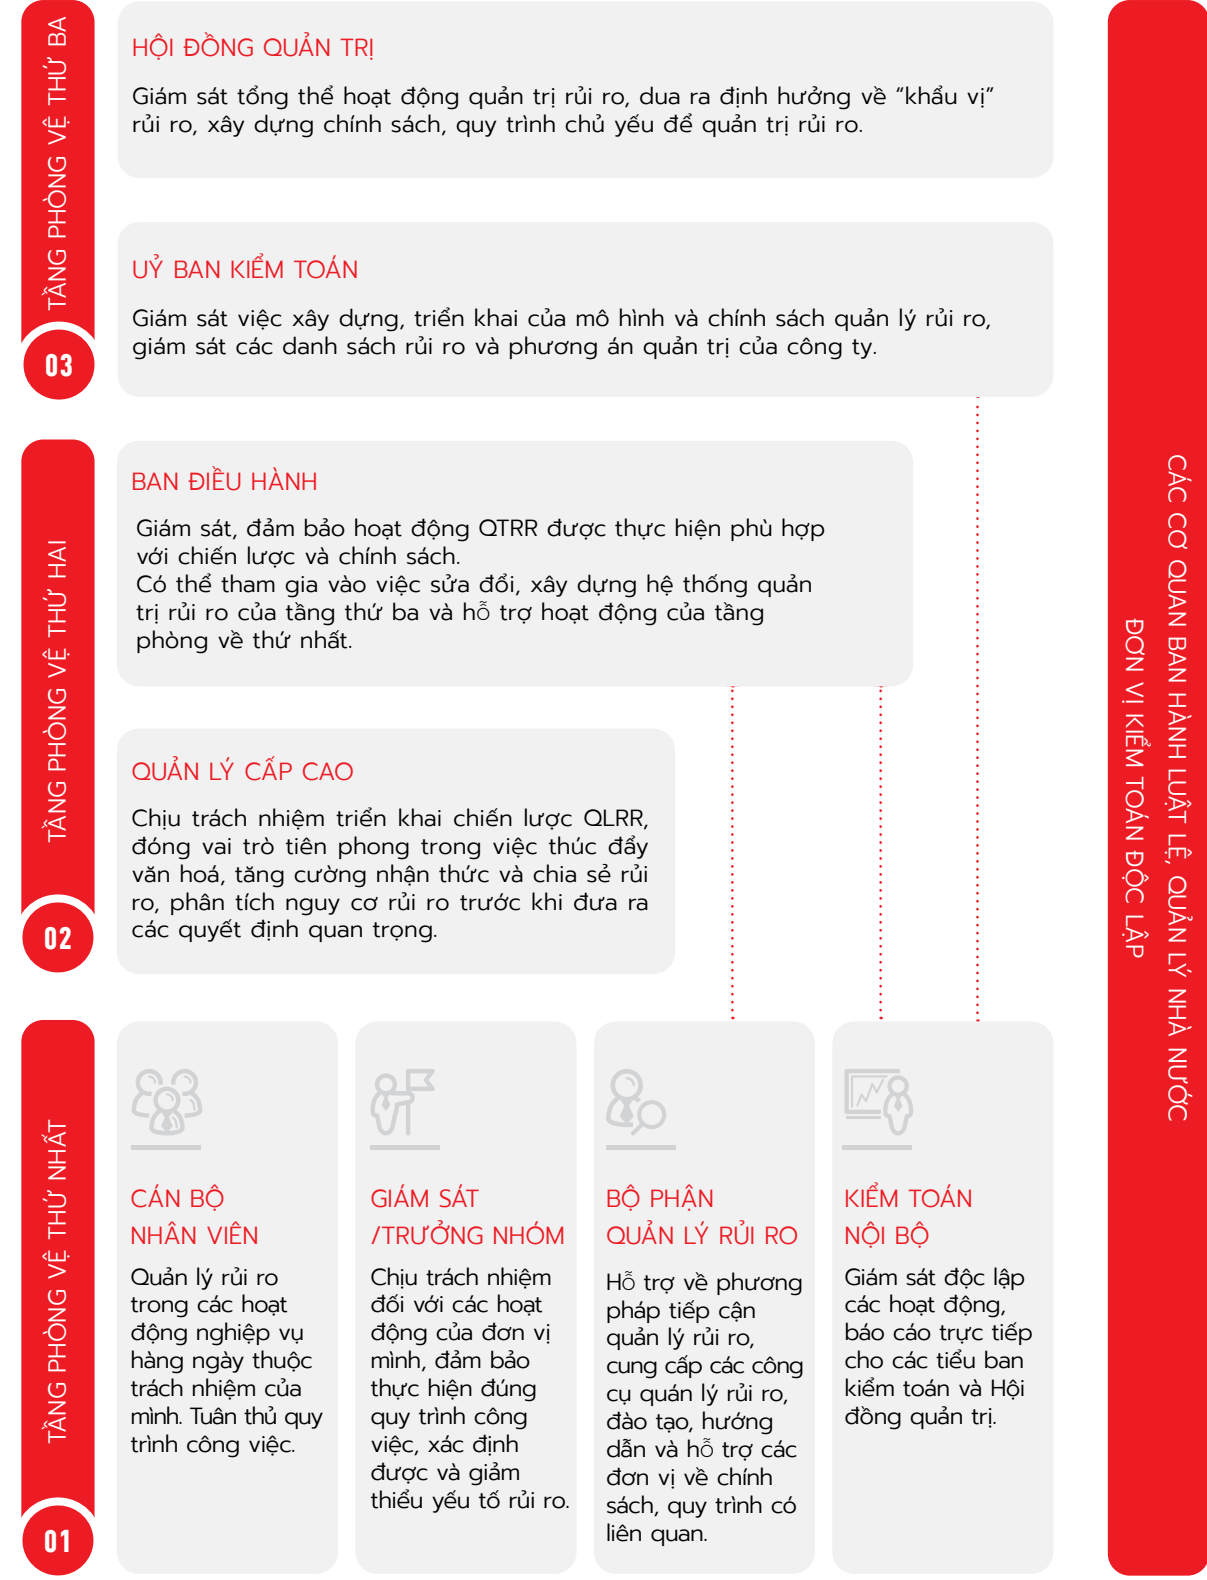 TẦNG PHÒNG VỆ THỨ BA
03
HỘI ĐỒNG QUẢN TRỊ
Giám sát tổng thể hoạt động quản trị rủi ro, dua ra định hưởng về “khẩu vị”
rủi ro, xây dựng chính sách, quy trình chủ yếu để quản trị rủi ro.
UỶ BAN KIỂM TOÁN
Giám sát việc xây dựng, triển khai của mô hình và chính sách quản lý rủi ro,
giám sát các danh sách rủi ro và phương án quản trị của công ty.
TẦNG PHÒNG VỆ THỨ HAI
02
BAN ĐIỀU HÀNH
Giám sát, đảm bảo hoạt động QTRR được thực hiện phù hợp
với chiến lược và chính sách.
Có thể tham gia vào việc sửa đổi, xây dựng hệ thống quản
trị rủi ro của tầng thứ ba và hỗ trợ hoạt động của tầng
phòng về thứ nhất.
QUẢN LÝ CẤP CAO
Chịu trách nhiệm triển khai chiến lược QLRR,
đóng vai trò tiên phong trong việc thúc đẩy
văn hoá, tăng cường nhận thức và chia sẻ rủi
ro, phân tích nguy cơ rủi ro trước khi đưa ra
các quyết định quan trọng.
TẦNG PHÒNG VỆ THỨ NHẤT
01
CÁN BỘ
NHÂN VIÊN
Quản lý rủi ro
trong các hoạt
động nghiệp vụ
hàng ngày thuộc
trách nhiệm của
mình. Tuân thủ quy
trình công việc.
GIÁM SÁT
/TRƯỞNG NHÓM
Chịu trách nhiệm
đối với các hoạt
động của đơn vị
mình, đảm bảo
thực hiện đúng
quy trình công
việc, xác định
được và giảm
thiểu yếu tố rủi ro.
BỘ PHẬN
QUẢN LÝ RỦI RO
Hỗ trợ về phương
pháp tiếp cận
quản lý rủi ro,
cung cấp các công
cụ quán lý rủi ro,
đào tạo, hướng
dẫn và hỗ trợ các
đơn vị về chính
sách, quy trình có
liên quan.
KIỂM TOÁN
NỘI BỘ
Giám sát độc lập
các hoạt động,
báo cáo trực tiếp
cho các tiểu ban
kiểm toán và Hội
đồng quản trị.
CÁC CƠ QUAN BAN HÀNH LUẬT LỆ, QUẢN LÝ NHÀ NƯỚC
ĐƠN VỊ KIỂM TOÁN ĐỘC LẬP